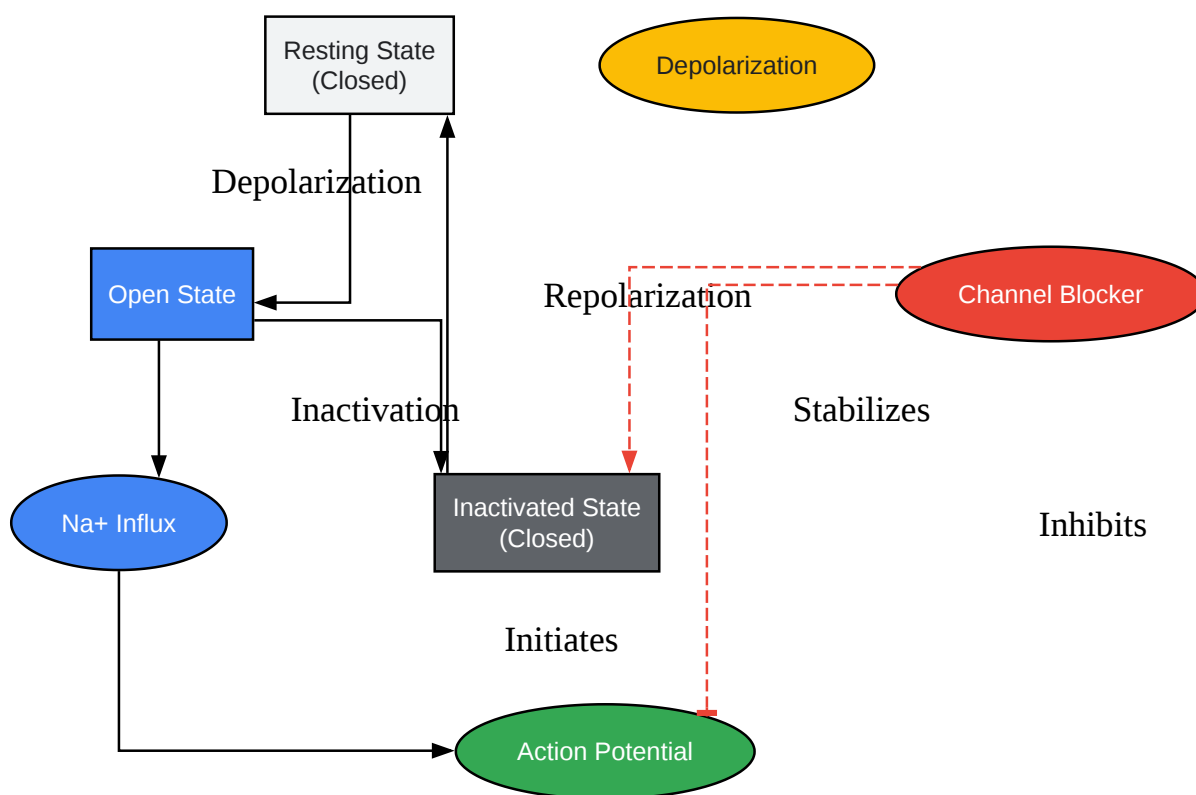 Resting State
(Closed)
Depolarization
Depolarization
Open State
Repolarization
Channel Blocker
Inactivation
Stabilizes
Inactivated State
(Closed)
Na+ Influx
Inhibits
Initiates
Action Potential